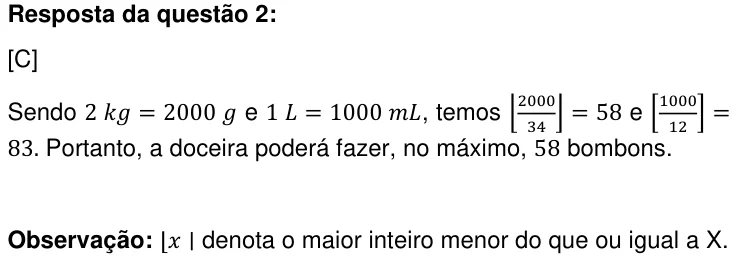 Resposta da questão 2:
[C]
Sendo 2 kg = 2000 g e 1 L = 1000 mL, temos ⌊2000/34⌋ = 58 e [1000/12] =
83. Portanto, a doceira poderá fazer, no máximo, 58 bombons.
Observação: ⌊x | denota o maior inteiro menor do que ou igual a X.